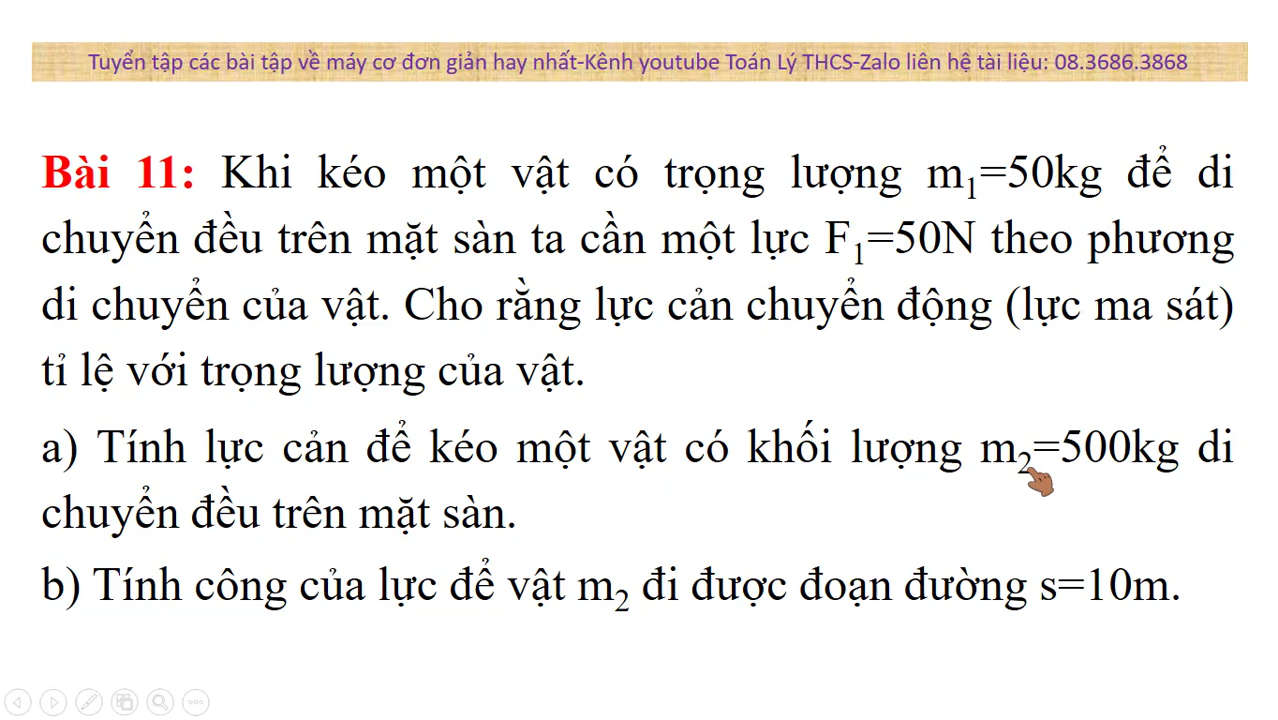 Tuyển tập các bài tập về máy cơ đơn giản hay nhất-Kênh youtube Toán Lý THCS-Zalo liên hệ tài liệu: 08.3686.3868
Bài 11: Khi kéo một vật có trọng lượng m₁=50kg để di
chuyển đều trên mặt sàn ta cần một lực F₁=50N theo phương
di chuyển của vật. Cho rằng lực cản chuyển động (lực ma sát)
tỉ lệ với trọng lượng của vật.
a) Tính lực cản để kéo một vật có khối lượng m₂=500kg di
chuyển đều trên mặt sàn.
b) Tính công của lực để vật m₂ đi được đoạn đường s=10m.